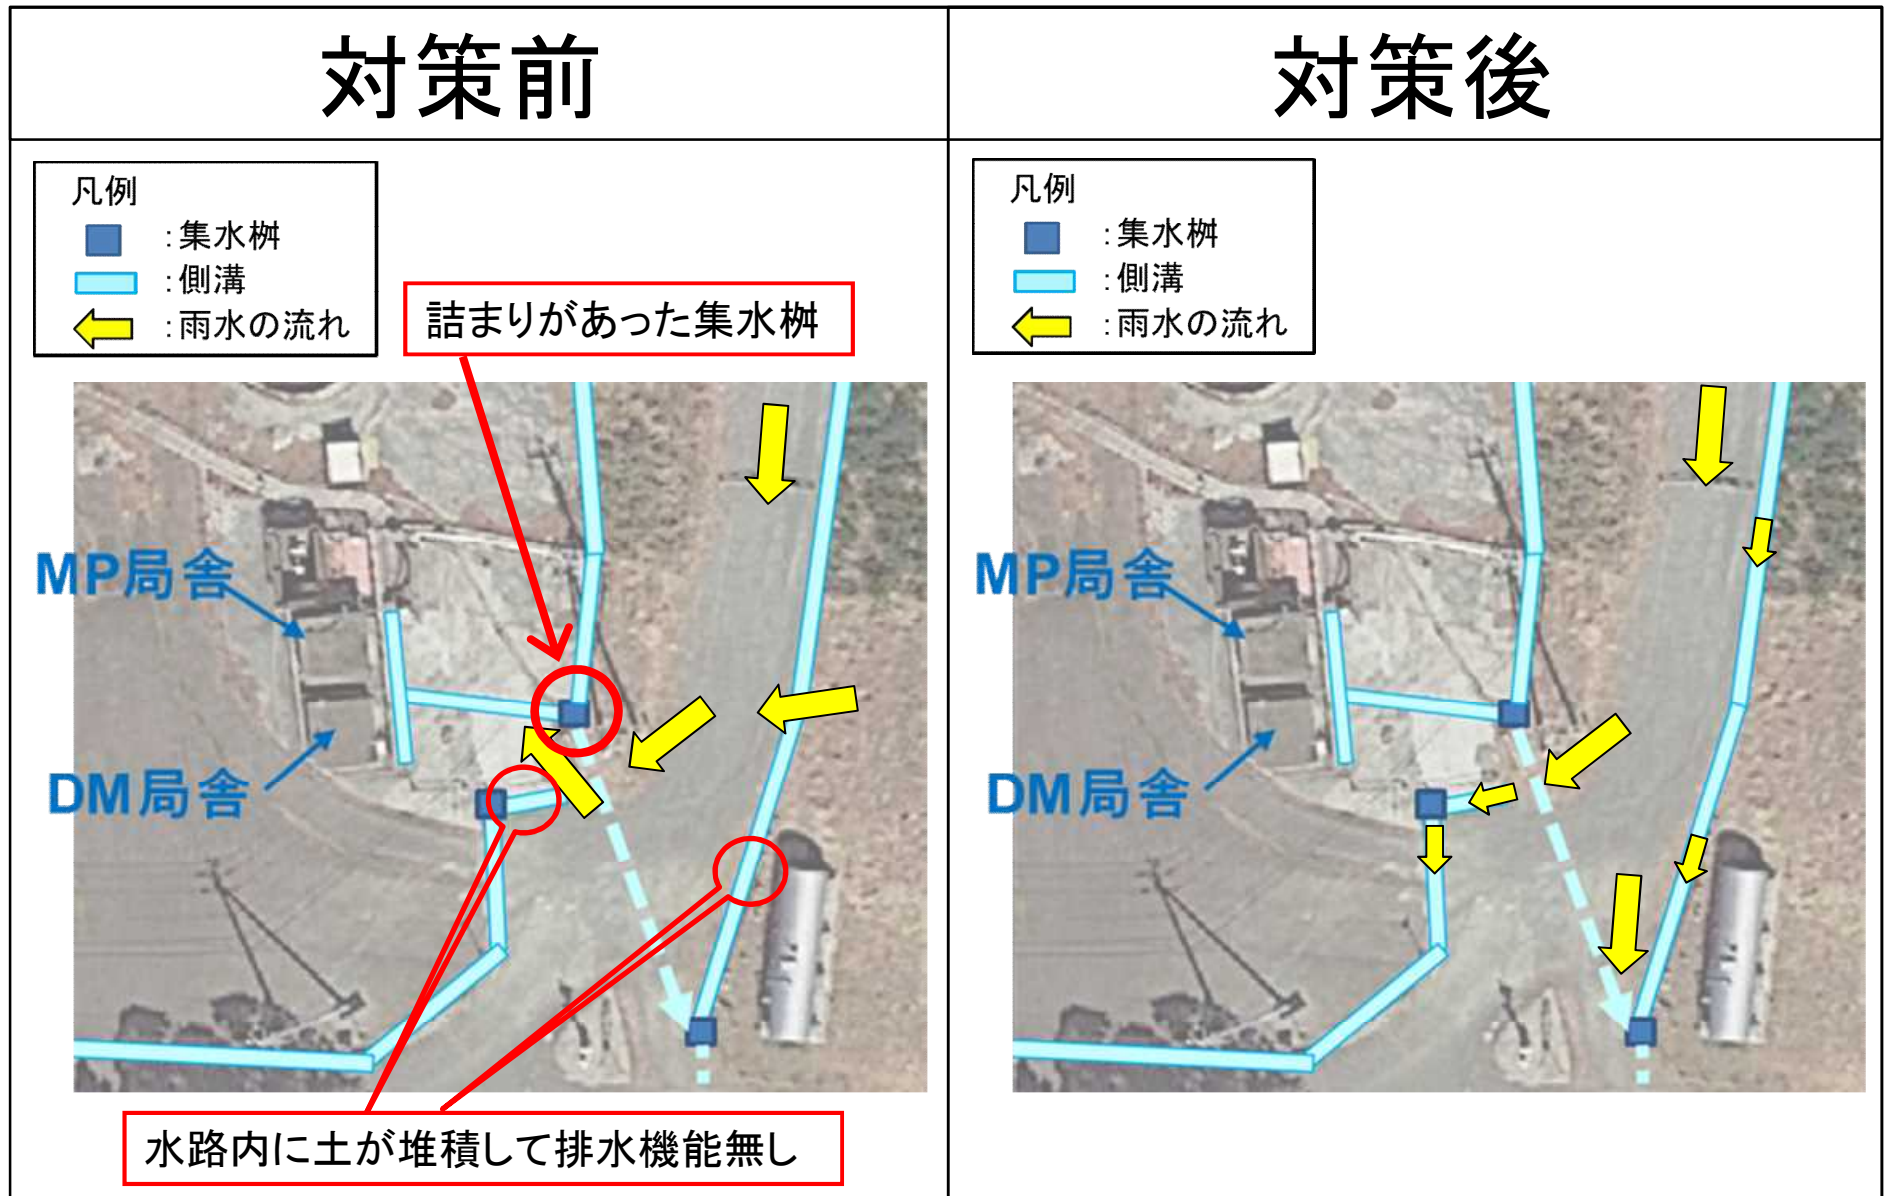 対策前
対策後
凡例
:集水桝
:側溝
:雨水の流れ
詰まりがあった集水桝
MP局舎
DM局舎
水路内に土が堆積して排水機能無し
凡例
:集水桝
:側溝
:雨水の流れ
MP局舎
DM局舎